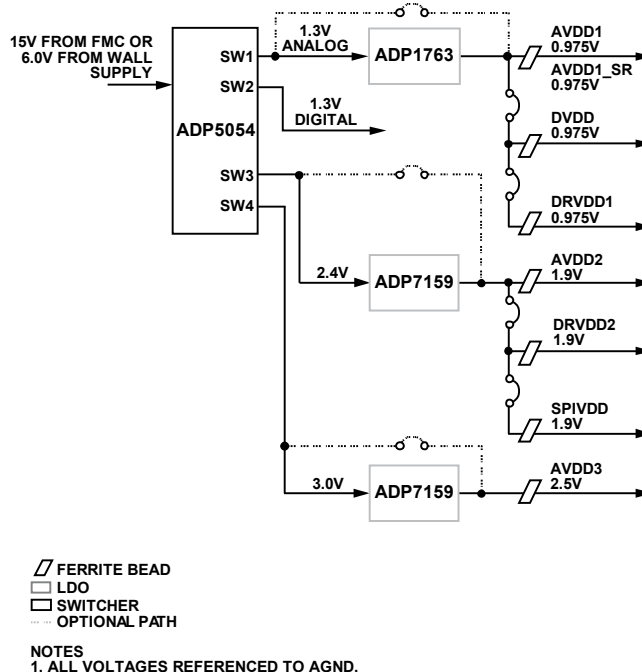 15V FROM FMC OR
6.0V FROM WALL
SUPPLY
ADP5054
SW1
SW2
SW3
SW4
1.3V
ANALOG
ADP1763
1.3V
DIGITAL
AVDD1
0.975V
AVDD1_SR
0.975V
DVDD
0.975V
DRVDD1
0.975V
2.4V
ADP7159
AVDD2
1.9V
DRVDD2
1.9V
SPIVDD
1.9V
3.0V
ADP7159
AVDD3
2.5V
FERRITE BEAD
LDO
SWITCHER
OPTIONAL PATH
NOTES
1. ALL VOLTAGES REFERENCED TO AGND.